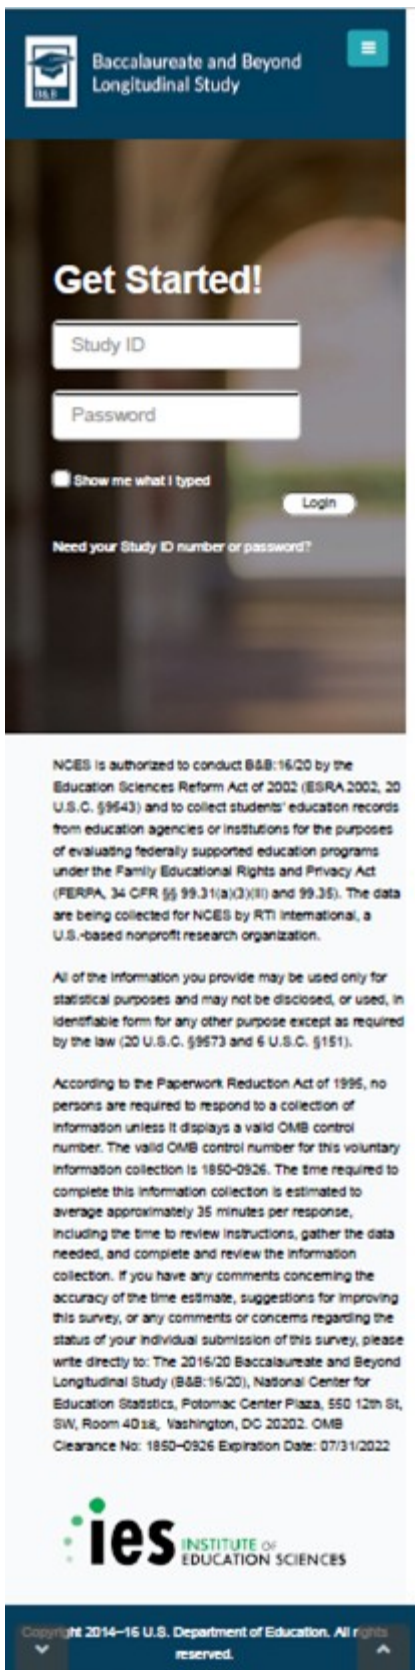 Baccalaureate and Beyond
Longitudinal Study
B&B
Get Started!
Study ID
Password
Show me what I typed
Login
Need your Study ID number or password?
NCES is authorized to conduct B&B:16/20 by the
Education Sciences Reform Act of 2002 (ESRA 2002, 20
U.S.C. §9543) and to collect students' education records
from education agencies or institutions for the purposes
of evaluating federally supported education programs
under the Family Educational Rights and Privacy Act
(FERPA, 34 CFR §§ 99.31(a)(3)(iii) and 99.35). The data
are being collected for NCES by RTI International, a
U.S.-based nonprofit research organization.
All of the information you provide may be used only for
statistical purposes and may not be disclosed, or used, in
identifiable form for any other purpose except as required
by the law (20 U.S.C. §9573 and 6 U.S.C. §151).
According to the Paperwork Reduction Act of 1995, no
persons are required to respond to a collection of
information unless it displays a valid OMB control
number. The valid OMB control number for this voluntary
information collection is 1850-0926. The time required to
complete this information collection is estimated to
average approximately 35 minutes per response,
including the time to review instructions, gather the data
needed, and complete and review the information
collection. If you have any comments concerning the
accuracy of the time estimate, suggestions for improving
this survey, or any comments or concerns regarding the
status of your individual submission of this survey, please
write directly to: The 2016/20 Baccalaureate and Beyond
Longitudinal Study (B&B:16/20), National Center for
Education Statistics, Potomac Center Plaza, 550 12th St,
SW, Room 4018, Washington, DC 20202. OMB
Clearance No: 1850–0926 Expiration Date: 07/31/2022
ies INSTITUTE OF
EDUCATION SCIENCES
Copyright 2014–16 U.S. Department of Education. All rights
reserved.